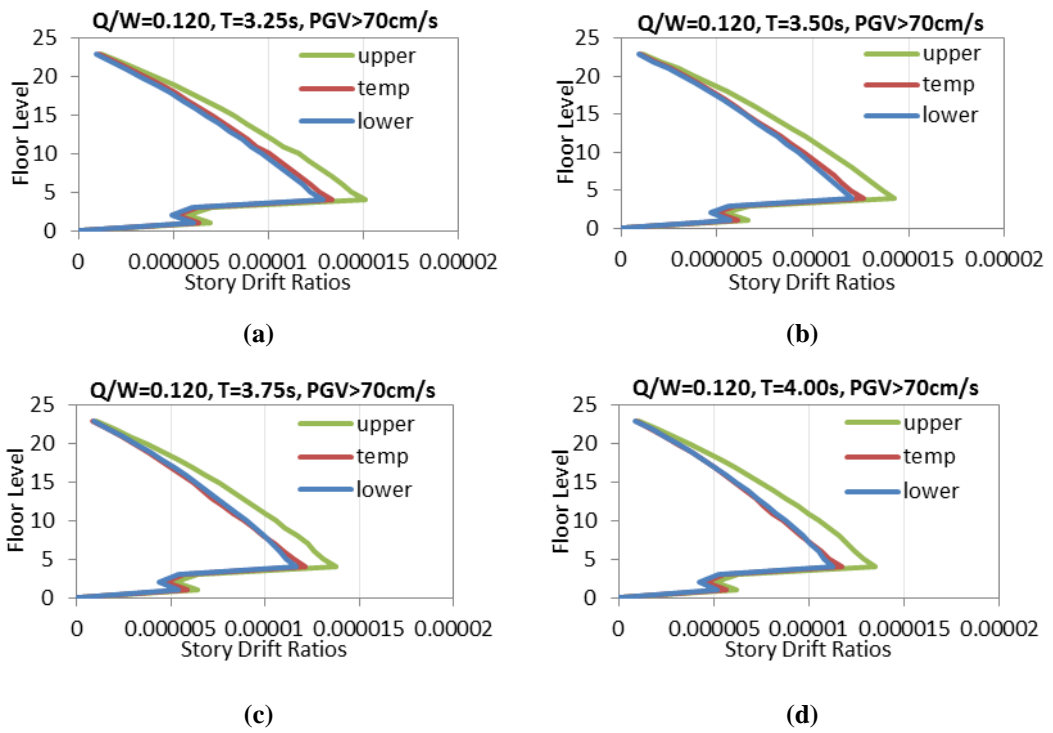 Q/W=0.120, T=3.25s, PGV>70cm/s
25
20
15
10
5
0
Floor Level
upper
temp
lower
0 0.000005 0.00001 0.000015 0.00002
Story Drift Ratios
(a)
Q/W=0.120, T=3.50s, PGV>70cm/s
25
20
15
10
5
0
Floor Level
upper
temp
lower
0 0.000005 0.00001 0.000015 0.00002
Story Drift Ratios
(b)
Q/W=0.120, T=3.75s, PGV>70cm/s
25
20
15
10
5
0
Floor Level
upper
temp
lower
0 0.000005 0.00001 0.000015 0.00002
Story Drift Ratios
(c)
Q/W=0.120, T=4.00s, PGV>70cm/s
25
20
15
10
5
0
Floor Level
upper
temp
lower
0 0.000005 0.00001 0.000015 0.00002
Story Drift Ratios
(d)